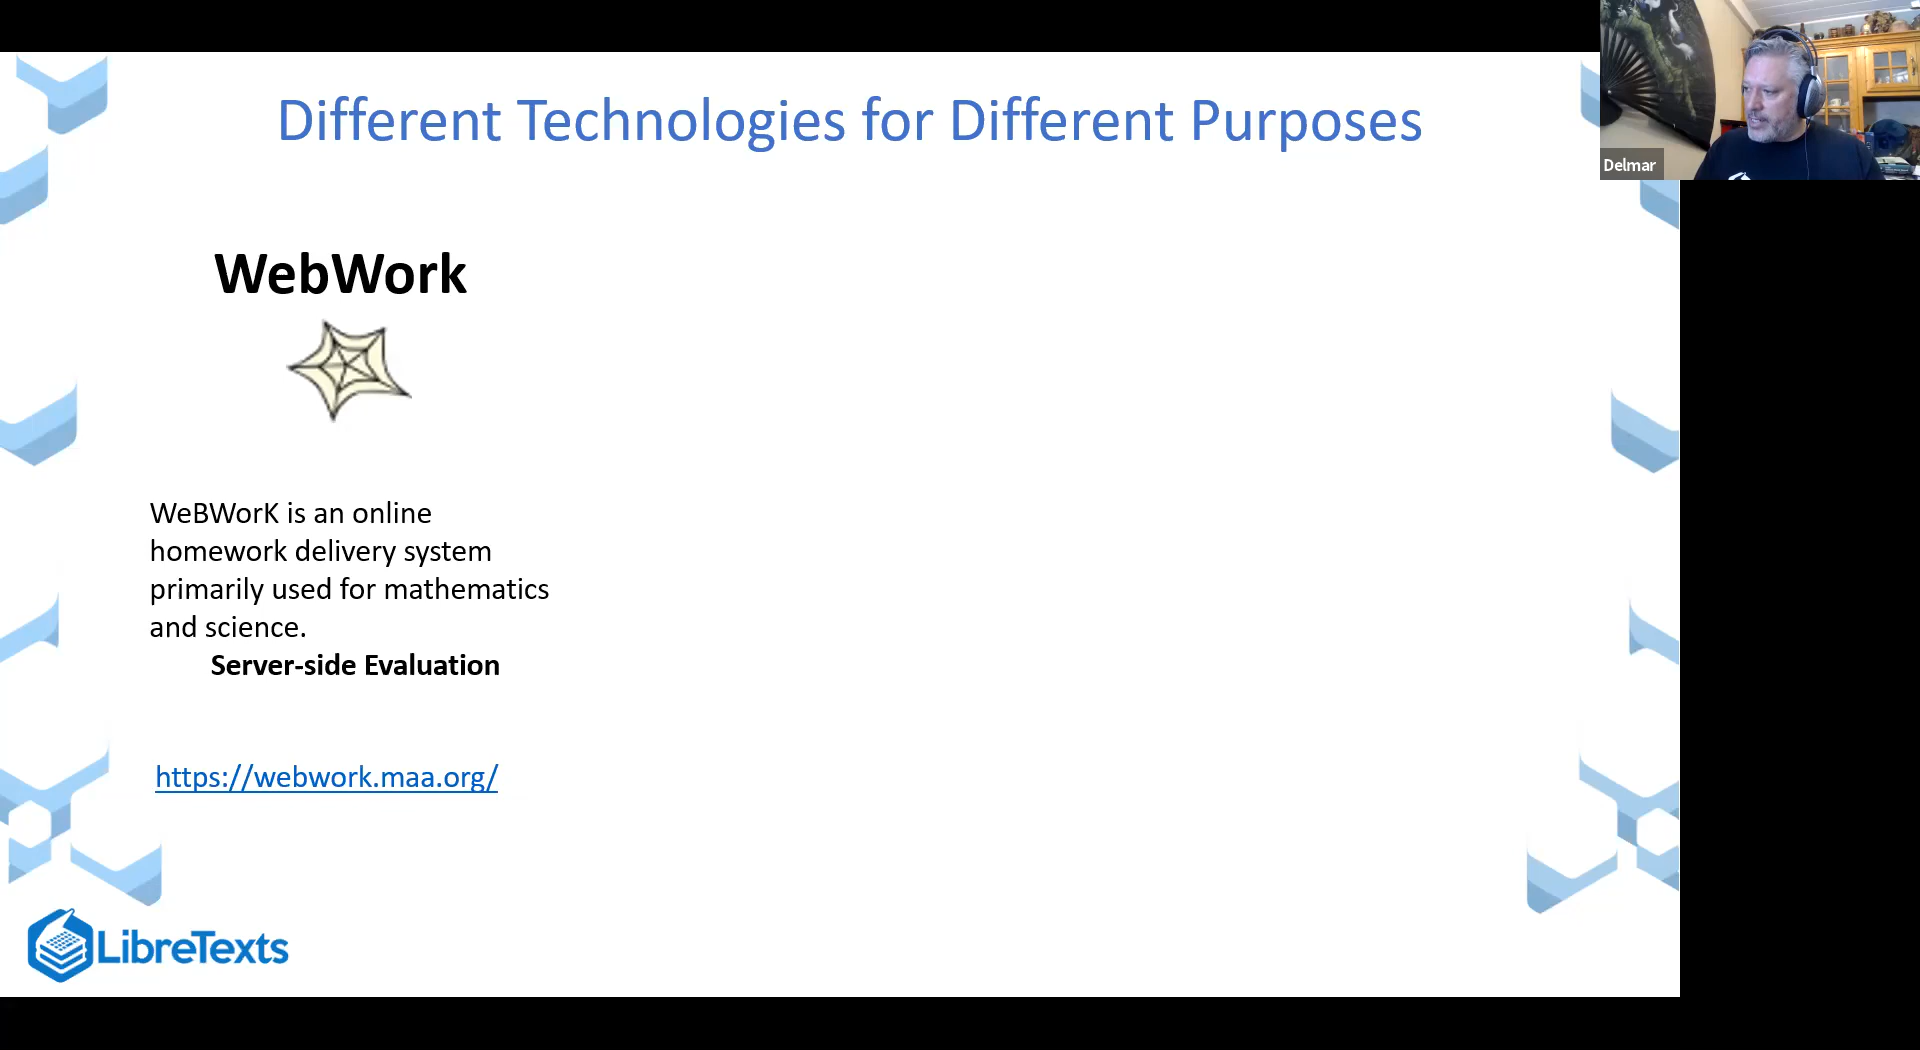 Different Technologies for Different Purposes
Delmar
WebWork
WeBWorK is an online
homework delivery system
primarily used for mathematics
and science.
Server-side Evaluation
https://webwork.maa.org/
LibreTexts